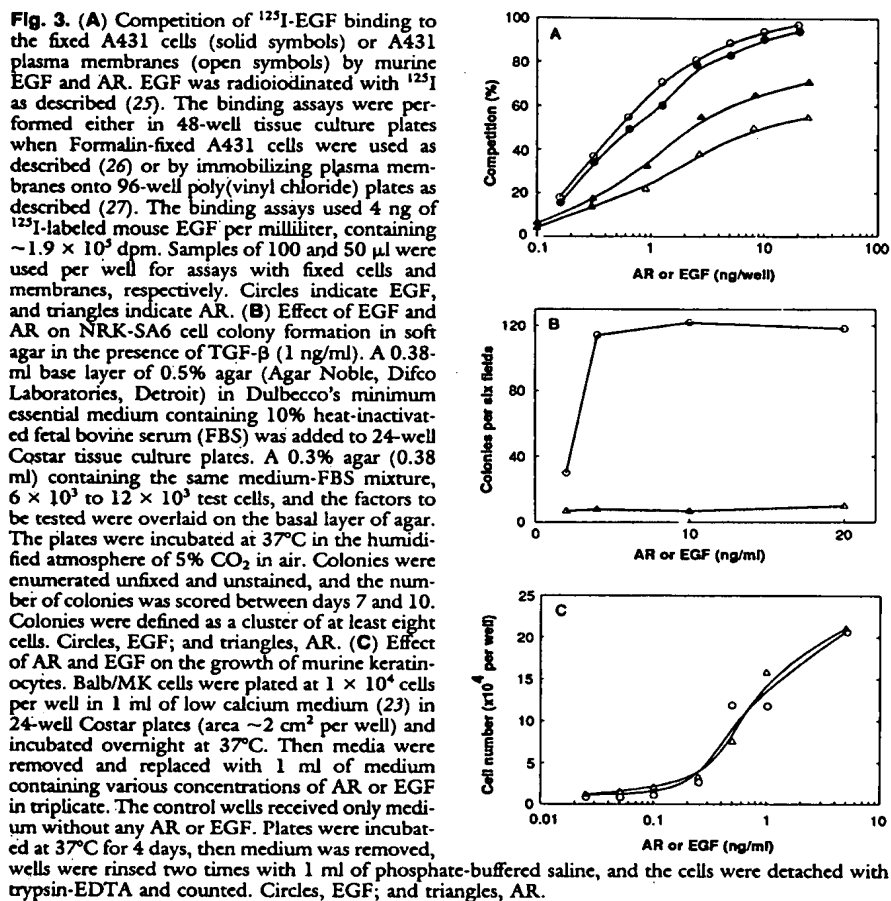 Fig. 3. (A) Competition of ¹²⁵I-EGF binding to
the fixed A431 cells (solid symbols) or A431
plasma membranes (open symbols) by murine
EGF and AR. EGF was radioiodinated with ¹²⁵I
as described (25). The binding assays were per-
formed either in 48-well tissue culture plates
when Formalin-fixed A431 cells were used as
described (26) or by immobilizing plasma mem-
branes onto 96-well poly(vinyl chloride) plates as
described (27). The binding assays used 4 ng of
¹²⁵I-labeled mouse EGF per milliliter, containing
~1.9 × 10⁵ dpm. Samples of 100 and 50 μl were
used per well for assays with fixed cells and
membranes, respectively. Circles indicate EGF,
and triangles indicate AR. (B) Effect of EGF and
AR on NRK-SA6 cell colony formation in soft
agar in the presence of TGF-β (1 ng/ml). A 0.38-
ml base layer of 0.5% agar (Agar Noble, Difco
Laboratories, Detroit) in Dulbecco's minimum
essential medium containing 10% heat-inactivat-
ed fetal bovine serum (FBS) was added to 24-well
Costar tissue culture plates. A 0.3% agar (0.38
ml) containing the same medium-FBS mixture,
6 × 10³ to 12 × 10³ test cells, and the factors to
be tested were overlaid on the basal layer of agar.
The plates were incubated at 37°C in the humidi-
fied atmosphere of 5% CO₂ in air. Colonies were
enumerated unfixed and unstained, and the num-
ber of colonies was scored between days 7 and 10.
Colonies were defined as a cluster of at least eight
cells. Circles, EGF; and triangles, AR. (C) Effect
of AR and EGF on the growth of murine keratin-
ocytes. Balb/MK cells were plated at 1 × 10⁴ cells
per well in 1 ml of low calcium medium (23) in
24-well Costar plates (area ~2 cm² per well) and
incubated overnight at 37°C. Then media were
removed and replaced with 1 ml of medium
containing various concentrations of AR or EGF
in triplicate. The control wells received only medi-
um without any AR or EGF. Plates were incubat-
ed at 37°C for 4 days, then medium was removed,
wells were rinsed two times with 1 ml of phosphate-buffered saline, and the cells were detached with
trypsin-EDTA and counted. Circles, EGF; and triangles, AR.
A
Competition (%)
100
80
60
40
20
0
0.1 1 10 100
AR or EGF (ng/well)
B
Colonies per six fields
120
80
40
0
0 10 20
AR or EGF (ng/ml)
C
Cell number (x10⁴ per well)
25
20
15
10
5
0
0.01 0.1 1 10
AR or EGF (ng/ml)